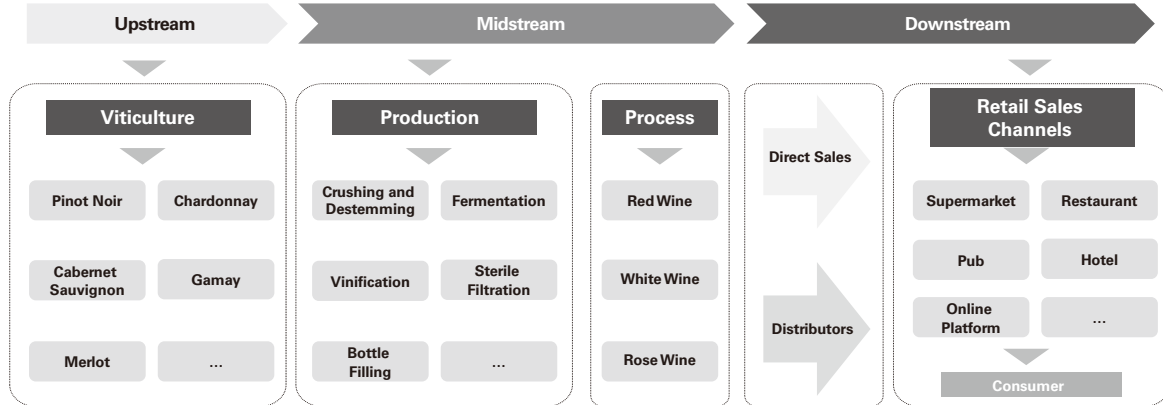 Upstream
Midstream
Downstream
Viticulture
Pinot Noir
Chardonnay
Cabernet
Sauvignon
Gamay
Merlot
...
Production
Crushing and
Destemming
Fermentation
Vinification
Sterile
Filtration
Bottle
Filling
...
Process
Red Wine
White Wine
Rose Wine
Direct Sales
Distributors
Retail Sales
Channels
Supermarket
Restaurant
Pub
Hotel
Online
Platform
...
Consumer